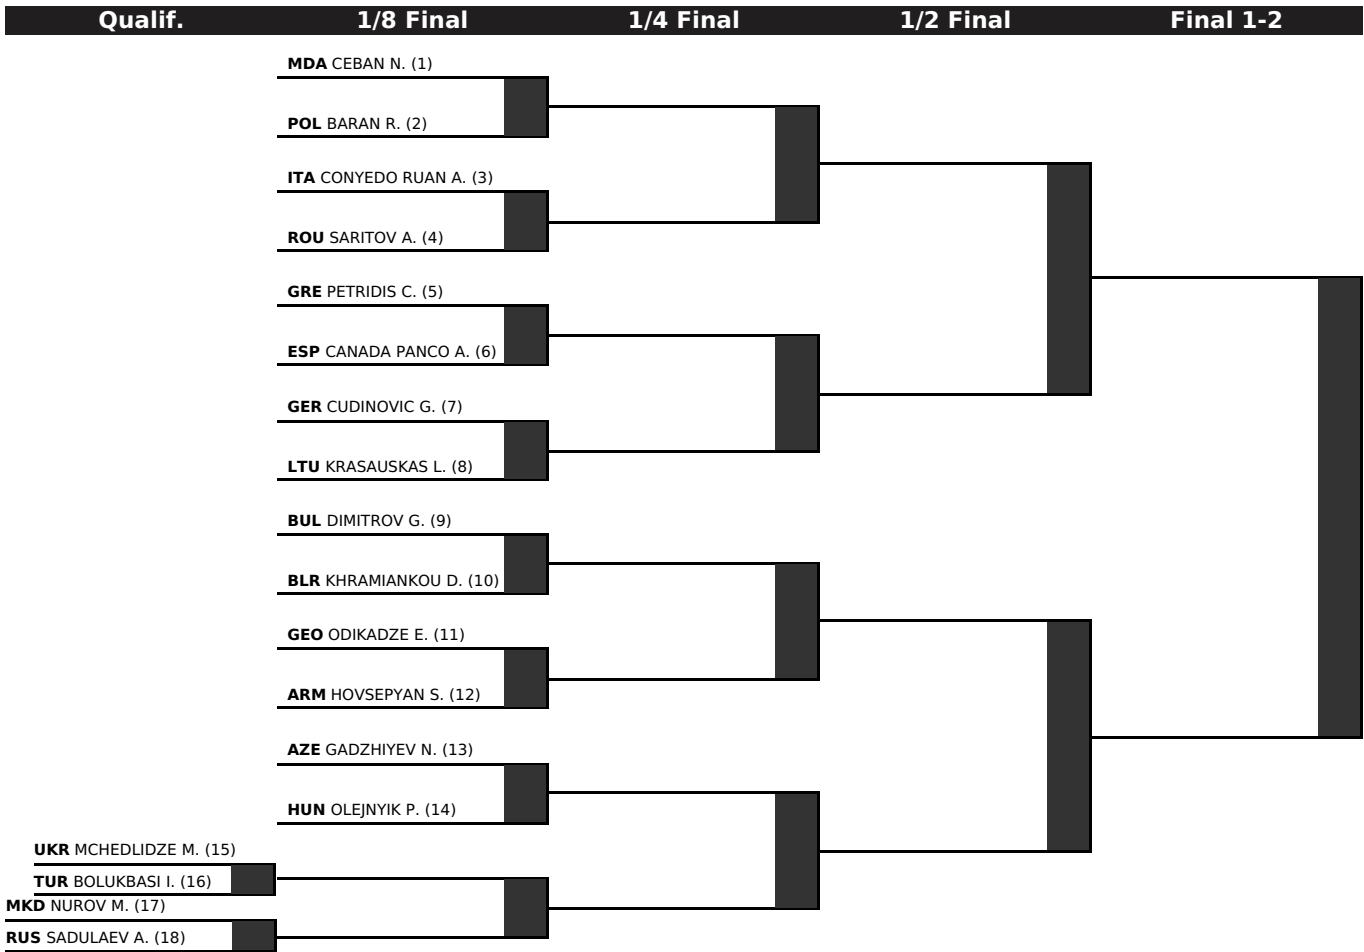 Qualif. 1/8 Final 1/4 Final 1/2 Final Final 1-2
MDA CEBAN N. (1)
POL BARAN R. (2)
ITA CONYEDO RUAN A. (3)
ROU SARITOV A. (4)
GRE PETRIDIS C. (5)
ESP CANADA PANCO A. (6)
GER CUDINOVIC G. (7)
LTU KRASAUSKAS L. (8)
BUL DIMITROV G. (9)
BLR KHRAMIANKOU D. (10)
GEO ODIKADZE E. (11)
ARM HOVSEPYAN S. (12)
AZE GADZHIYEV N. (13)
HUN OLEJNYIK P. (14)
UKR MCHEDLIDZE M. (15)
TUR BOLUKBASI I. (16)
MKD NUROV M. (17)
RUS SADULAEV A. (18)